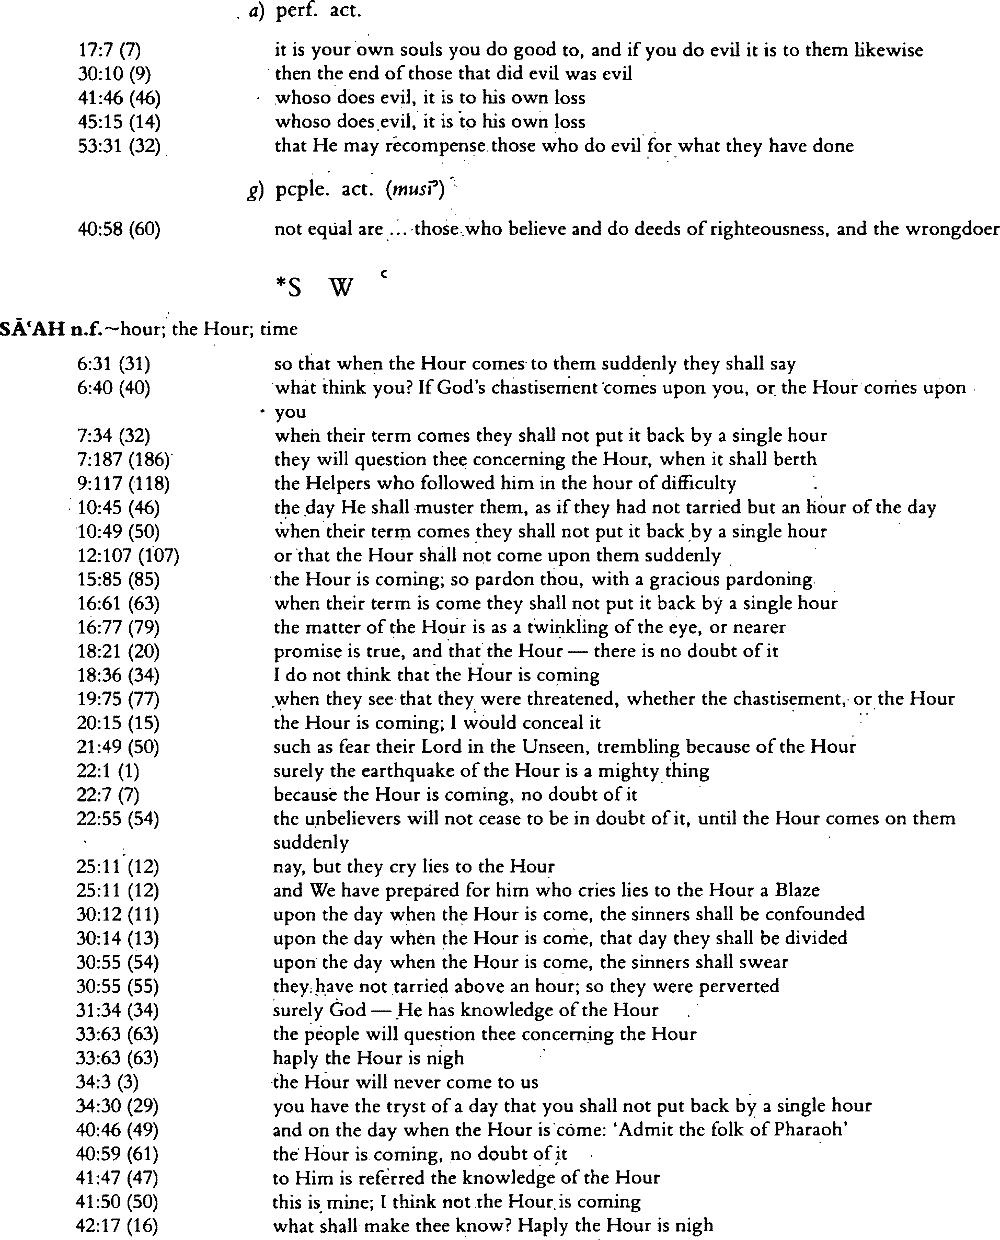 a) perf. act.
17:7 (7) it is your own souls you do good to, and if you do evil it is to them likewise
30:10 (9) then the end of those that did evil was evil
41:46 (46) whoso does evil, it is to his own loss
45:15 (14) whoso does evil, it is to his own loss
53:31 (32) that He may recompense those who do evil for what they have done
g) pcple. act. (musīʾ)
40:58 (60) not equal are ... those who believe and do deeds of righteousness, and the wrongdoer
*S W ʿ
SĀʿAH n.f.~hour; the Hour; time
6:31 (31) so that when the Hour comes to them suddenly they shall say
6:40 (40) what think you? If God's chastisement comes upon you, or the Hour comes upon
you
7:34 (32) when their term comes they shall not put it back by a single hour
7:187 (186) they will question thee concerning the Hour, when it shall berth
9:117 (118) the Helpers who followed him in the hour of difficulty
10:45 (46) the day He shall muster them, as if they had not tarried but an hour of the day
10:49 (50) when their term comes they shall not put it back by a single hour
12:107 (107) or that the Hour shall not come upon them suddenly
15:85 (85) the Hour is coming; so pardon thou, with a gracious pardoning
16:61 (63) when their term is come they shall not put it back by a single hour
16:77 (79) the matter of the Hour is as a twinkling of the eye, or nearer
18:21 (20) promise is true, and that the Hour — there is no doubt of it
18:36 (34) I do not think that the Hour is coming
19:75 (77) when they see that they were threatened, whether the chastisement, or the Hour
20:15 (15) the Hour is coming; I would conceal it
21:49 (50) such as fear their Lord in the Unseen, trembling because of the Hour
22:1 (1) surely the earthquake of the Hour is a mighty thing
22:7 (7) because the Hour is coming, no doubt of it
22:55 (54) the unbelievers will not cease to be in doubt of it, until the Hour comes on them
suddenly
25:11 (12) nay, but they cry lies to the Hour
25:11 (12) and We have prepared for him who cries lies to the Hour a Blaze
30:12 (11) upon the day when the Hour is come, the sinners shall be confounded
30:14 (13) upon the day when the Hour is come, that day they shall be divided
30:55 (54) upon the day when the Hour is come, the sinners shall swear
30:55 (55) they have not tarried above an hour; so they were perverted
31:34 (34) surely God — He has knowledge of the Hour
33:63 (63) the people will question thee concerning the Hour
33:63 (63) haply the Hour is nigh
34:3 (3) the Hour will never come to us
34:30 (29) you have the tryst of a day that you shall not put back by a single hour
40:46 (49) and on the day when the Hour is come: 'Admit the folk of Pharaoh'
40:59 (61) the Hour is coming, no doubt of it
41:47 (47) to Him is referred the knowledge of the Hour
41:50 (50) this is mine; I think not the Hour is coming
42:17 (16) what shall make thee know? Haply the Hour is nigh